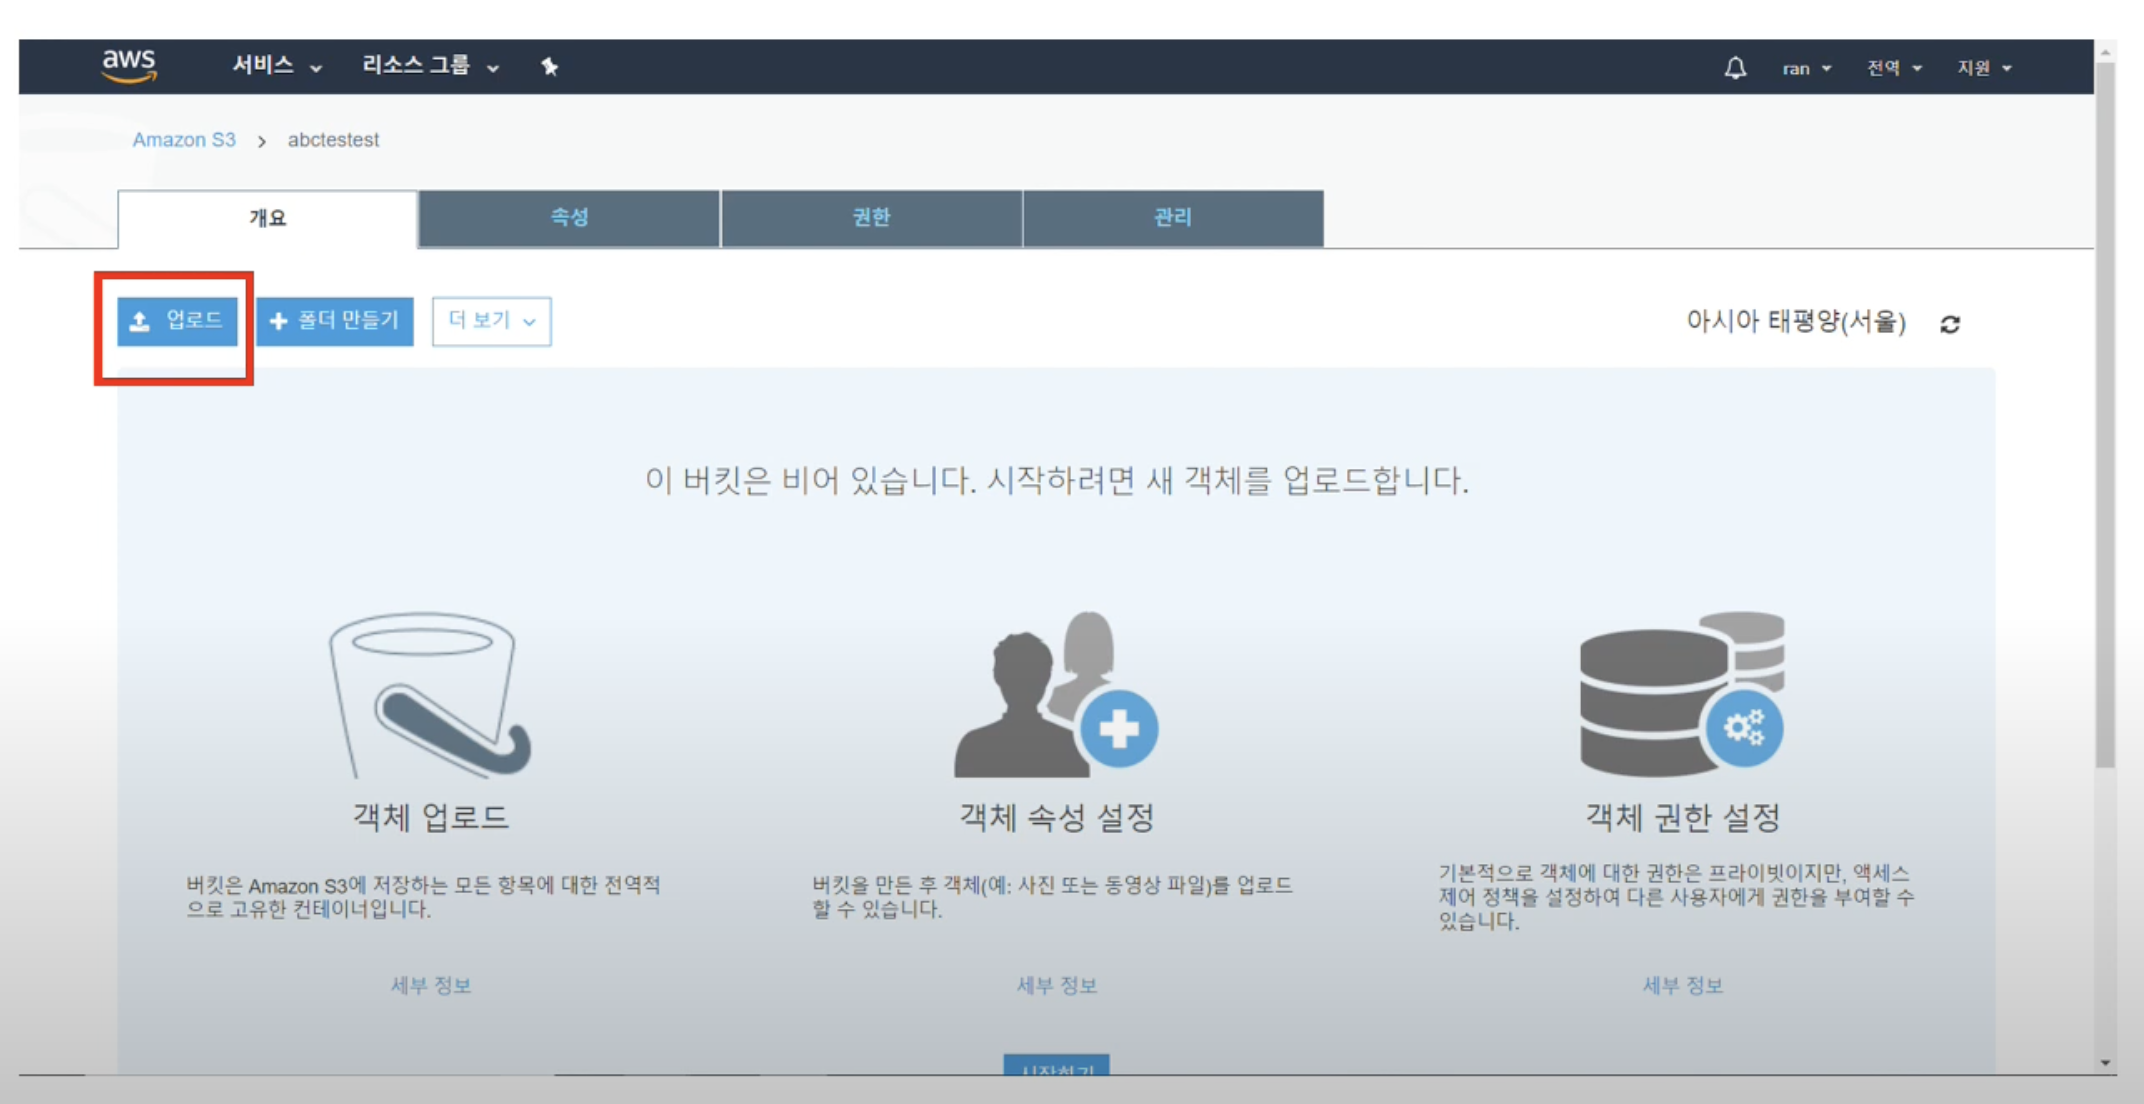 aws 서비스 리소스 그룹 ran 전역 지원
Amazon S3 > abctestest
개요 속성 권한 관리
업로드 폴더 만들기 더 보기 아시아 태평양(서울)
이 버킷은 비어 있습니다. 시작하려면 새 객체를 업로드합니다.
객체 업로드
버킷은 Amazon S3에 저장하는 모든 항목에 대한 전역적
으로 고유한 컨테이너입니다.
세부 정보
객체 속성 설정
버킷을 만든 후 객체(예: 사진 또는 동영상 파일)를 업로드
할 수 있습니다.
세부 정보
객체 권한 설정
기본적으로 객체에 대한 권한은 프라이빗이지만, 액세스
제어 정책을 설정하여 다른 사용자에게 권한을 부여할 수
있습니다.
세부 정보
시작하기